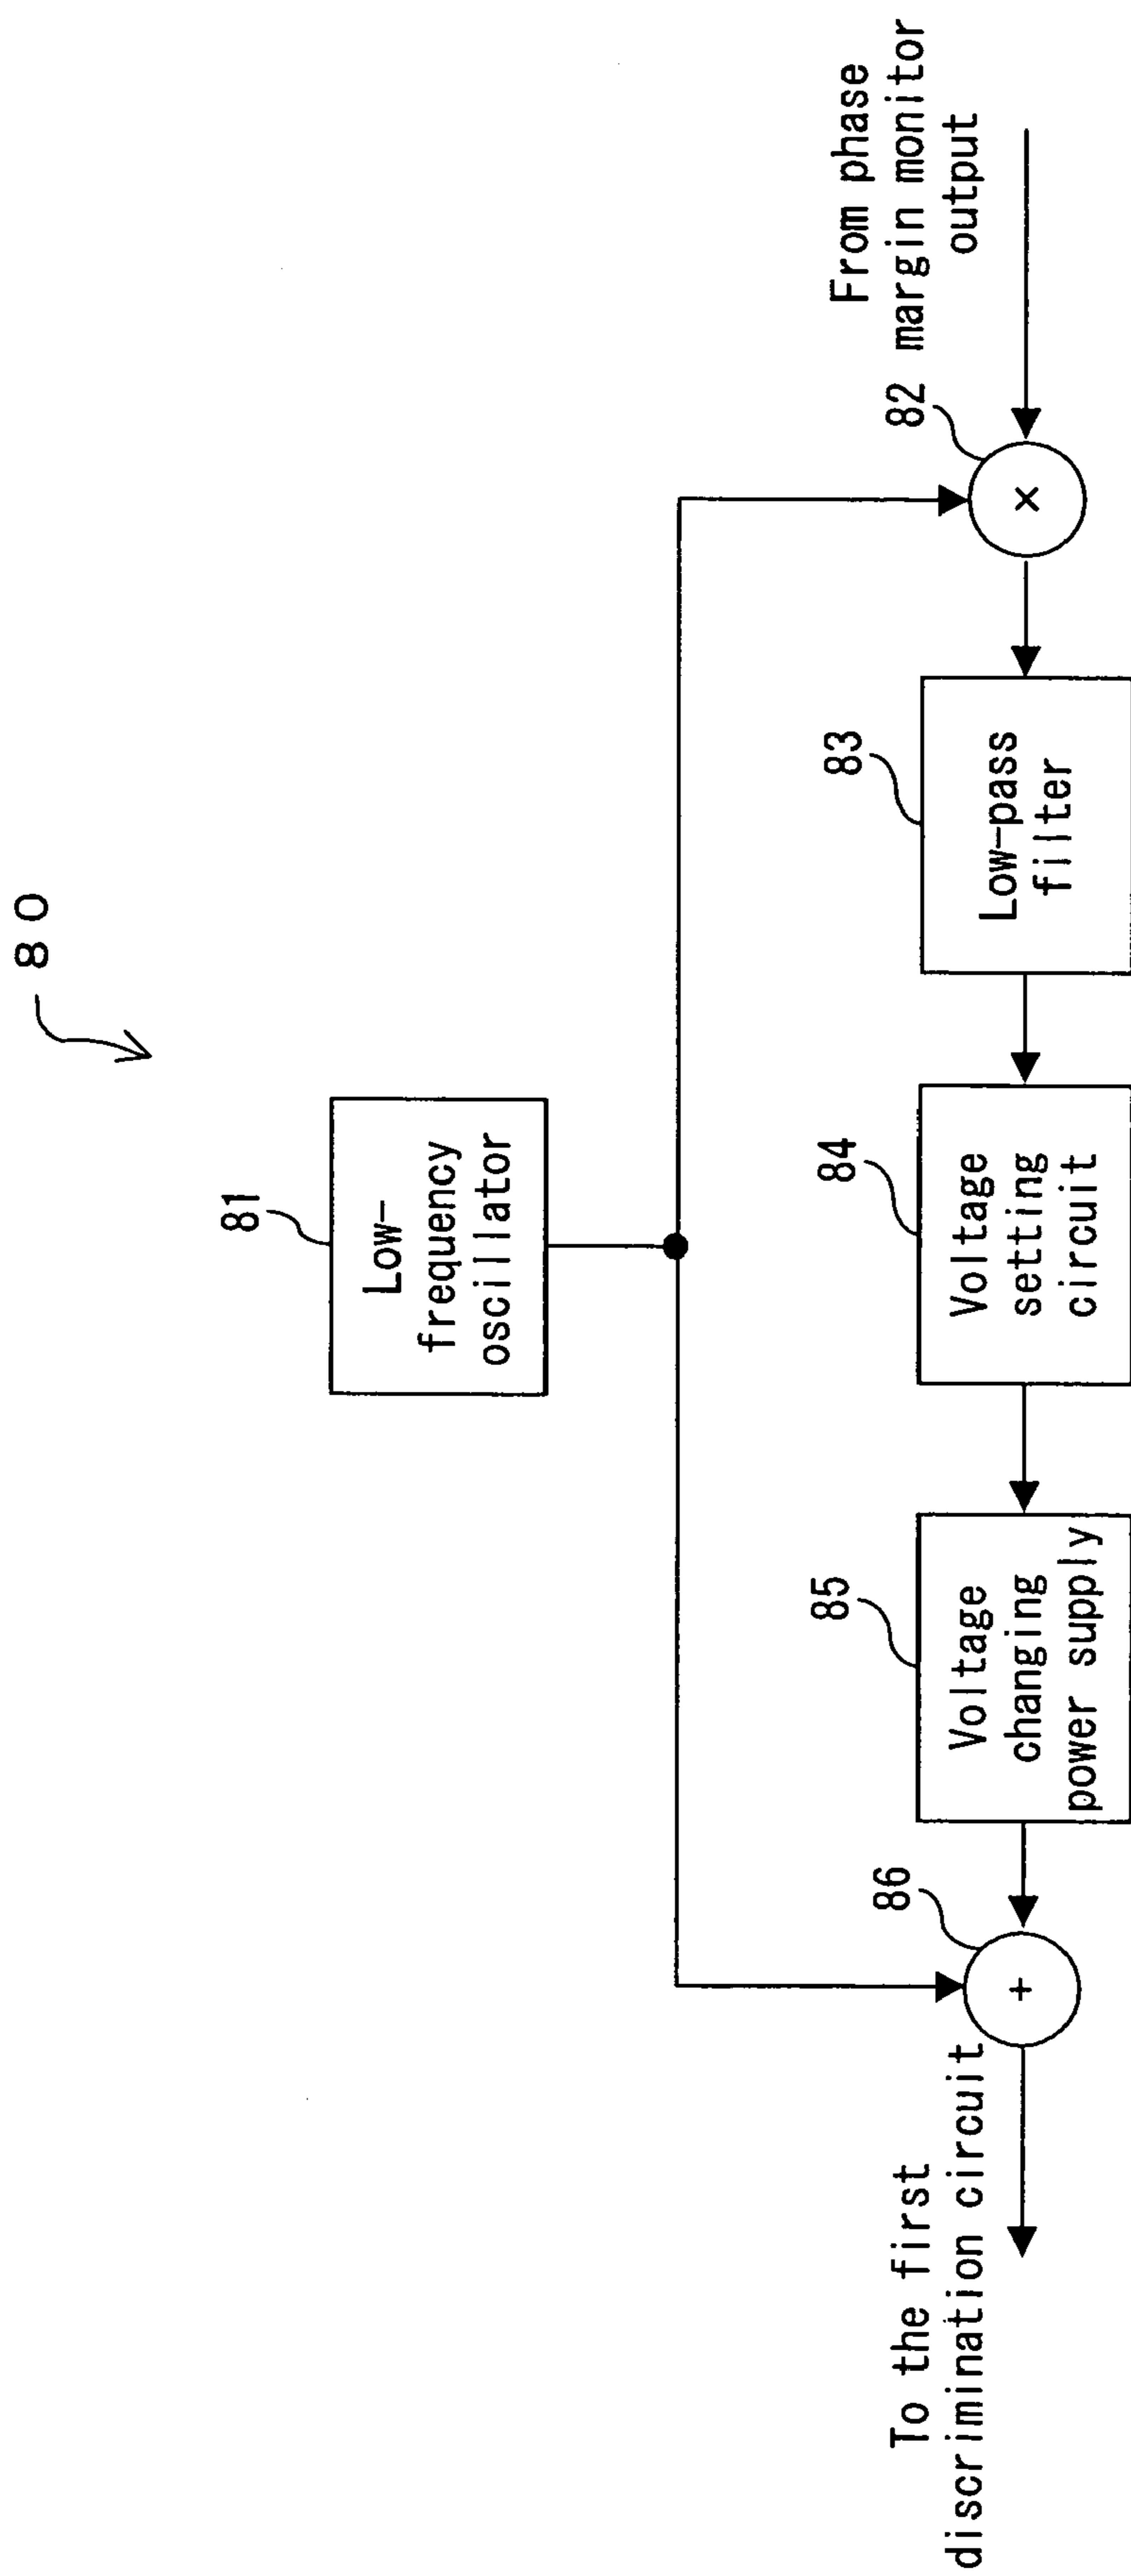 80
81
Low-
frequency
oscillator
To the first
discrimination circuit
86
85
Voltage
changing
power supply
84
Voltage
setting
circuit
83
Low-pass
filter
82
From phase
margin monitor
output
+
×